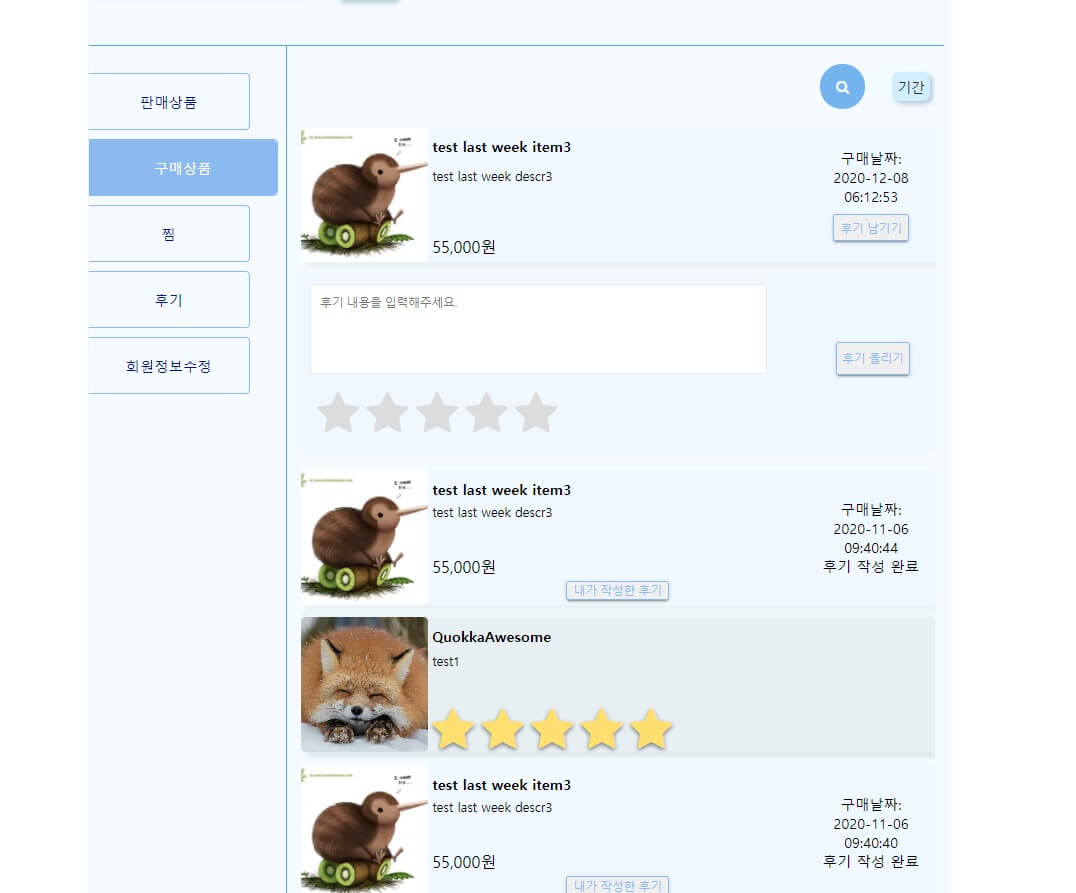 기간
판매상품
구매상품
찜
후기
회원정보수정
test last week item3
test last week descr3
55,000원
구매날짜:
2020-12-08
06:12:53
후기 남기기
후기 내용을 입력해주세요.
후기 올리기
test last week item3
test last week descr3
55,000원
내가 작성한 후기
구매날짜:
2020-11-06
09:40:44
후기 작성 완료
QuokkaAwesome
test1
test last week item3
test last week descr3
55,000원
내가 작성한 후기
구매날짜:
2020-11-06
09:40:40
후기 작성 완료